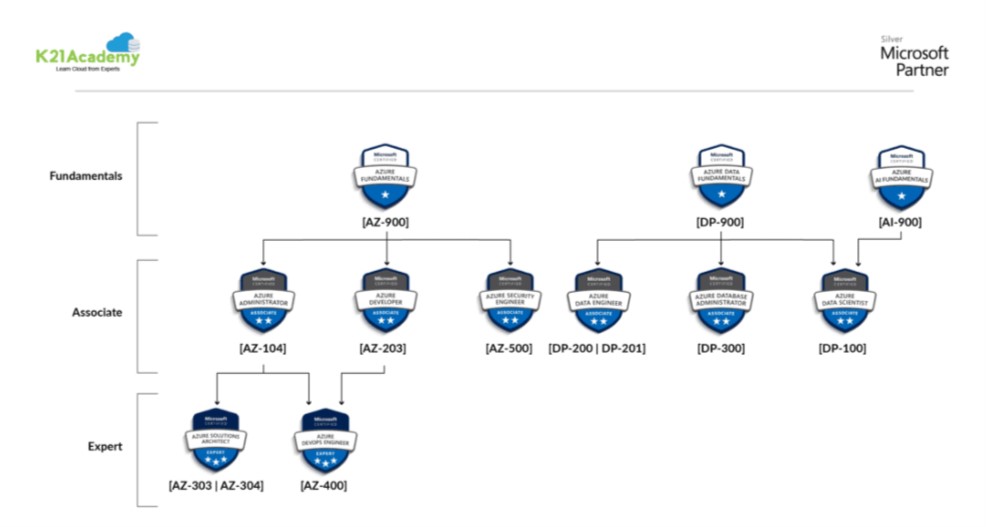 K21Academy
Learn Cloud from Experts
Silver
Microsoft
Partner
Fundamentals
Microsoft
CERTIFIED
AZURE
FUNDAMENTALS
[AZ-900]
Microsoft
CERTIFIED
AZURE DATA
FUNDAMENTALS
[DP-900]
Microsoft
CERTIFIED
AZURE
AI FUNDAMENTALS
[AI-900]
Associate
Microsoft
CERTIFIED
AZURE
ADMINISTRATOR
ASSOCIATE
[AZ-104]
Microsoft
CERTIFIED
AZURE
DEVELOPER
ASSOCIATE
[AZ-203]
Microsoft
CERTIFIED
AZURE SECURITY
ENGINEER
ASSOCIATE
[AZ-500]
Microsoft
CERTIFIED
AZURE
DATA ENGINEER
ASSOCIATE
[DP-200 | DP-201]
Microsoft
CERTIFIED
AZURE DATABASE
ADMINISTRATOR
ASSOCIATE
[DP-300]
Microsoft
CERTIFIED
AZURE
DATA SCIENTIST
ASSOCIATE
[DP-100]
Expert
Microsoft
CERTIFIED
AZURE SOLUTIONS
ARCHITECT
EXPERT
[AZ-303 | AZ-304]
Microsoft
CERTIFIED
AZURE
DEVOPS ENGINEER
EXPERT
[AZ-400]